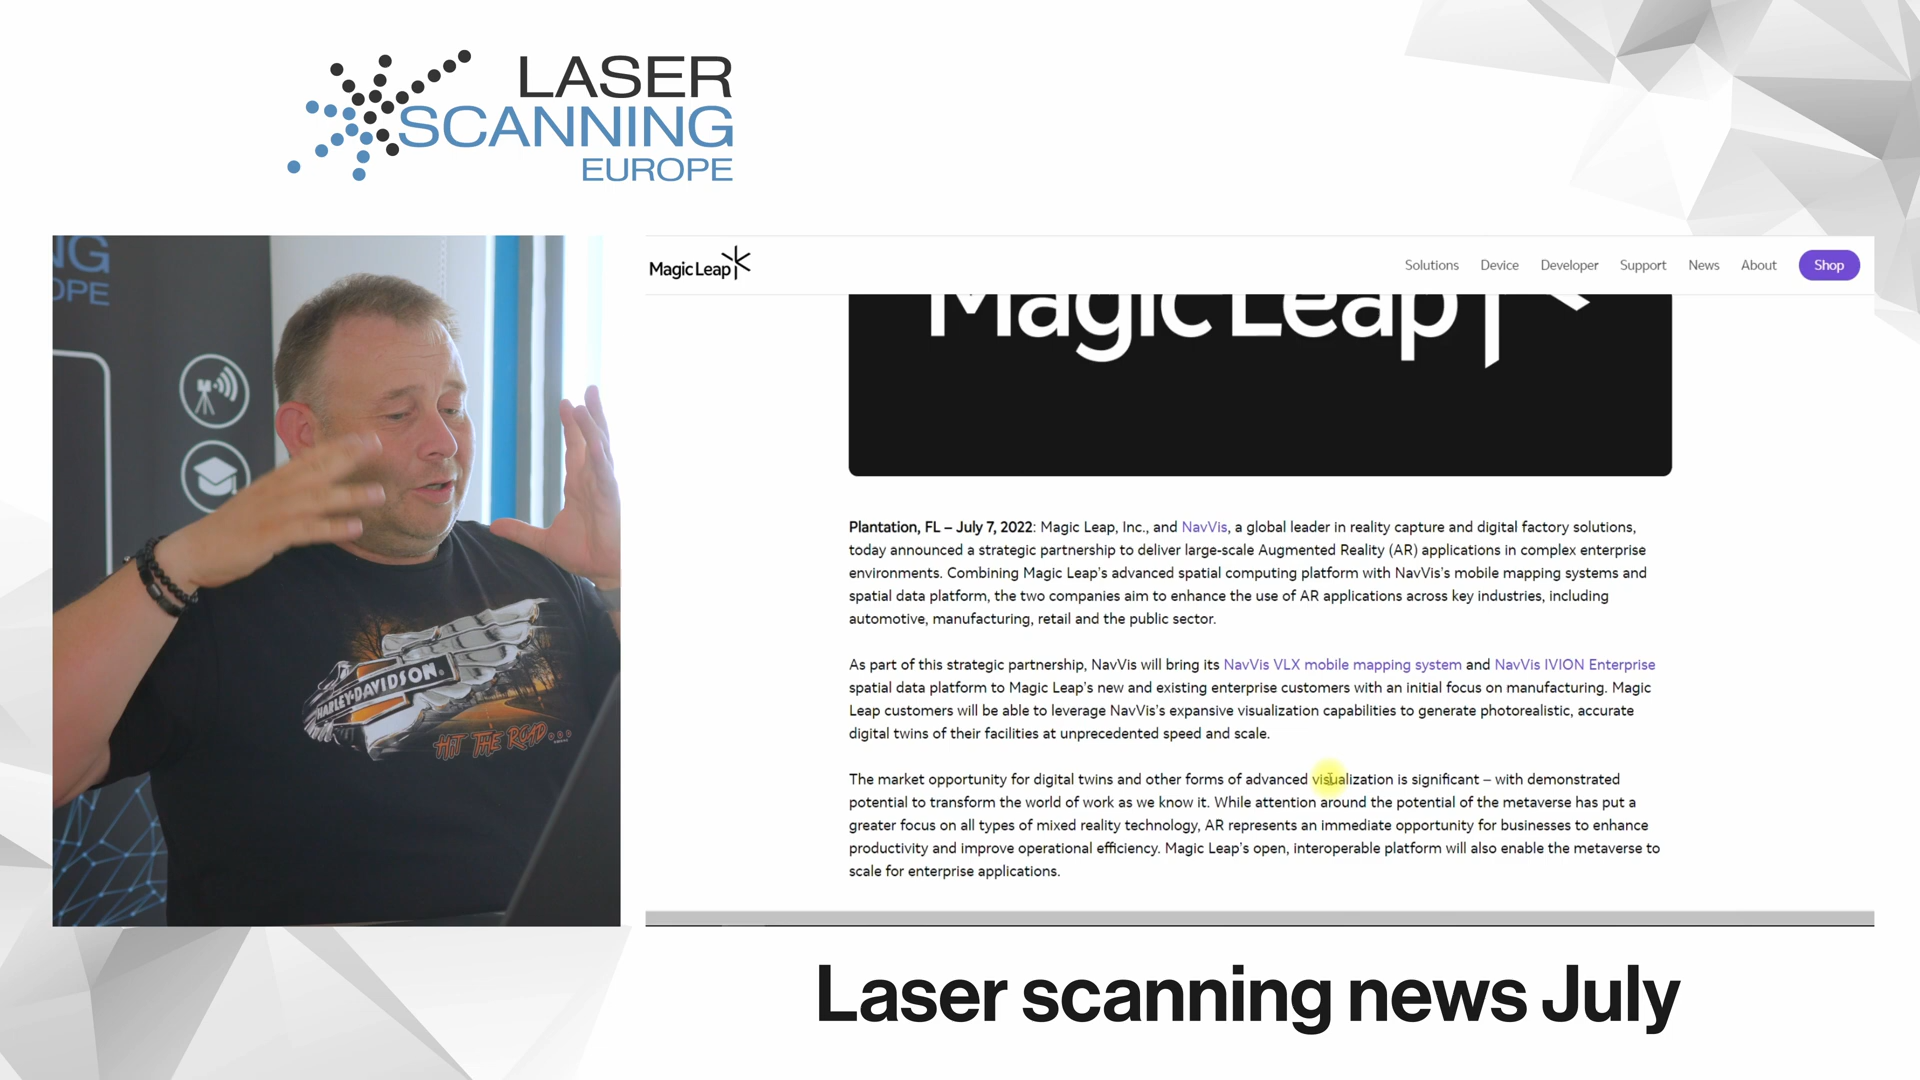 LASER
SCANNING
EUROPE
NG
OPE
HARLEY-DAVIDSON
HIT THE ROAD...
Magic Leap
Solutions
Device
Developer
Support
News
About
Shop
Magic Leap
Plantation, FL – July 7, 2022: Magic Leap, Inc., and NavVis, a global leader in reality capture and digital factory solutions,
today announced a strategic partnership to deliver large-scale Augmented Reality (AR) applications in complex enterprise
environments. Combining Magic Leap's advanced spatial computing platform with NavVis's mobile mapping systems and
spatial data platform, the two companies aim to enhance the use of AR applications across key industries, including
automotive, manufacturing, retail and the public sector.
As part of this strategic partnership, NavVis will bring its NavVis VLX mobile mapping system and NavVis IVION Enterprise
spatial data platform to Magic Leap's new and existing enterprise customers with an initial focus on manufacturing. Magic
Leap customers will be able to leverage NavVis's expansive visualization capabilities to generate photorealistic, accurate
digital twins of their facilities at unprecedented speed and scale.
The market opportunity for digital twins and other forms of advanced visualization is significant – with demonstrated
potential to transform the world of work as we know it. While attention around the potential of the metaverse has put a
greater focus on all types of mixed reality technology, AR represents an immediate opportunity for businesses to enhance
productivity and improve operational efficiency. Magic Leap's open, interoperable platform will also enable the metaverse to
scale for enterprise applications.
Laser scanning news July